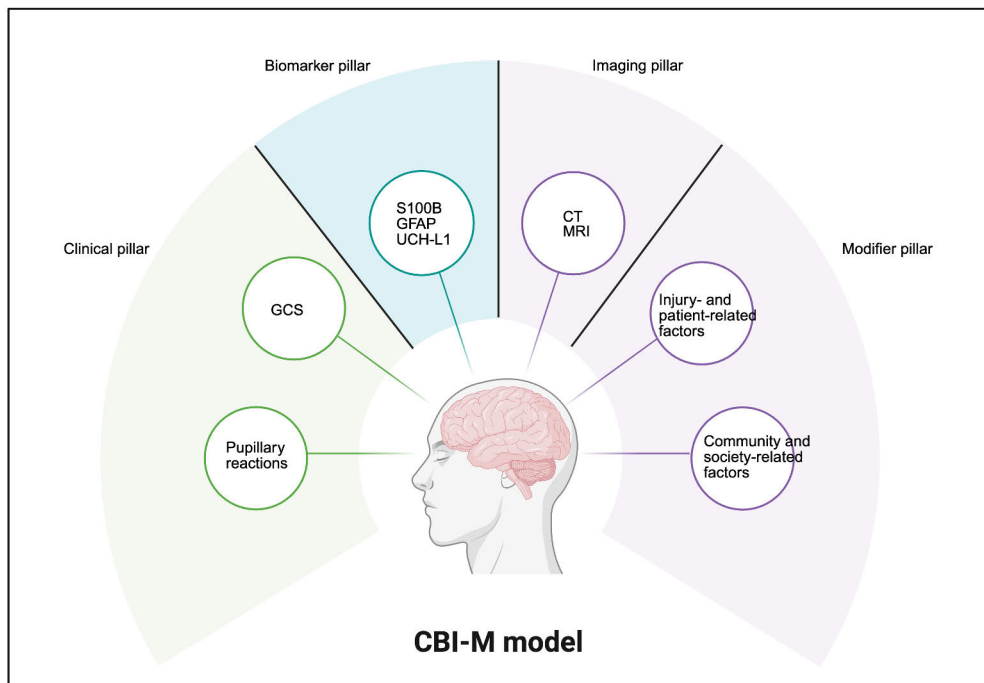 Biomarker pillar
Imaging pillar
Clinical pillar
Modifier pillar
S100B
GFAP
UCH-L1
CT
MRI
GCS
Injury- and
patient-related
factors
Pupillary
reactions
Community and
society-related
factors
CBI-M model